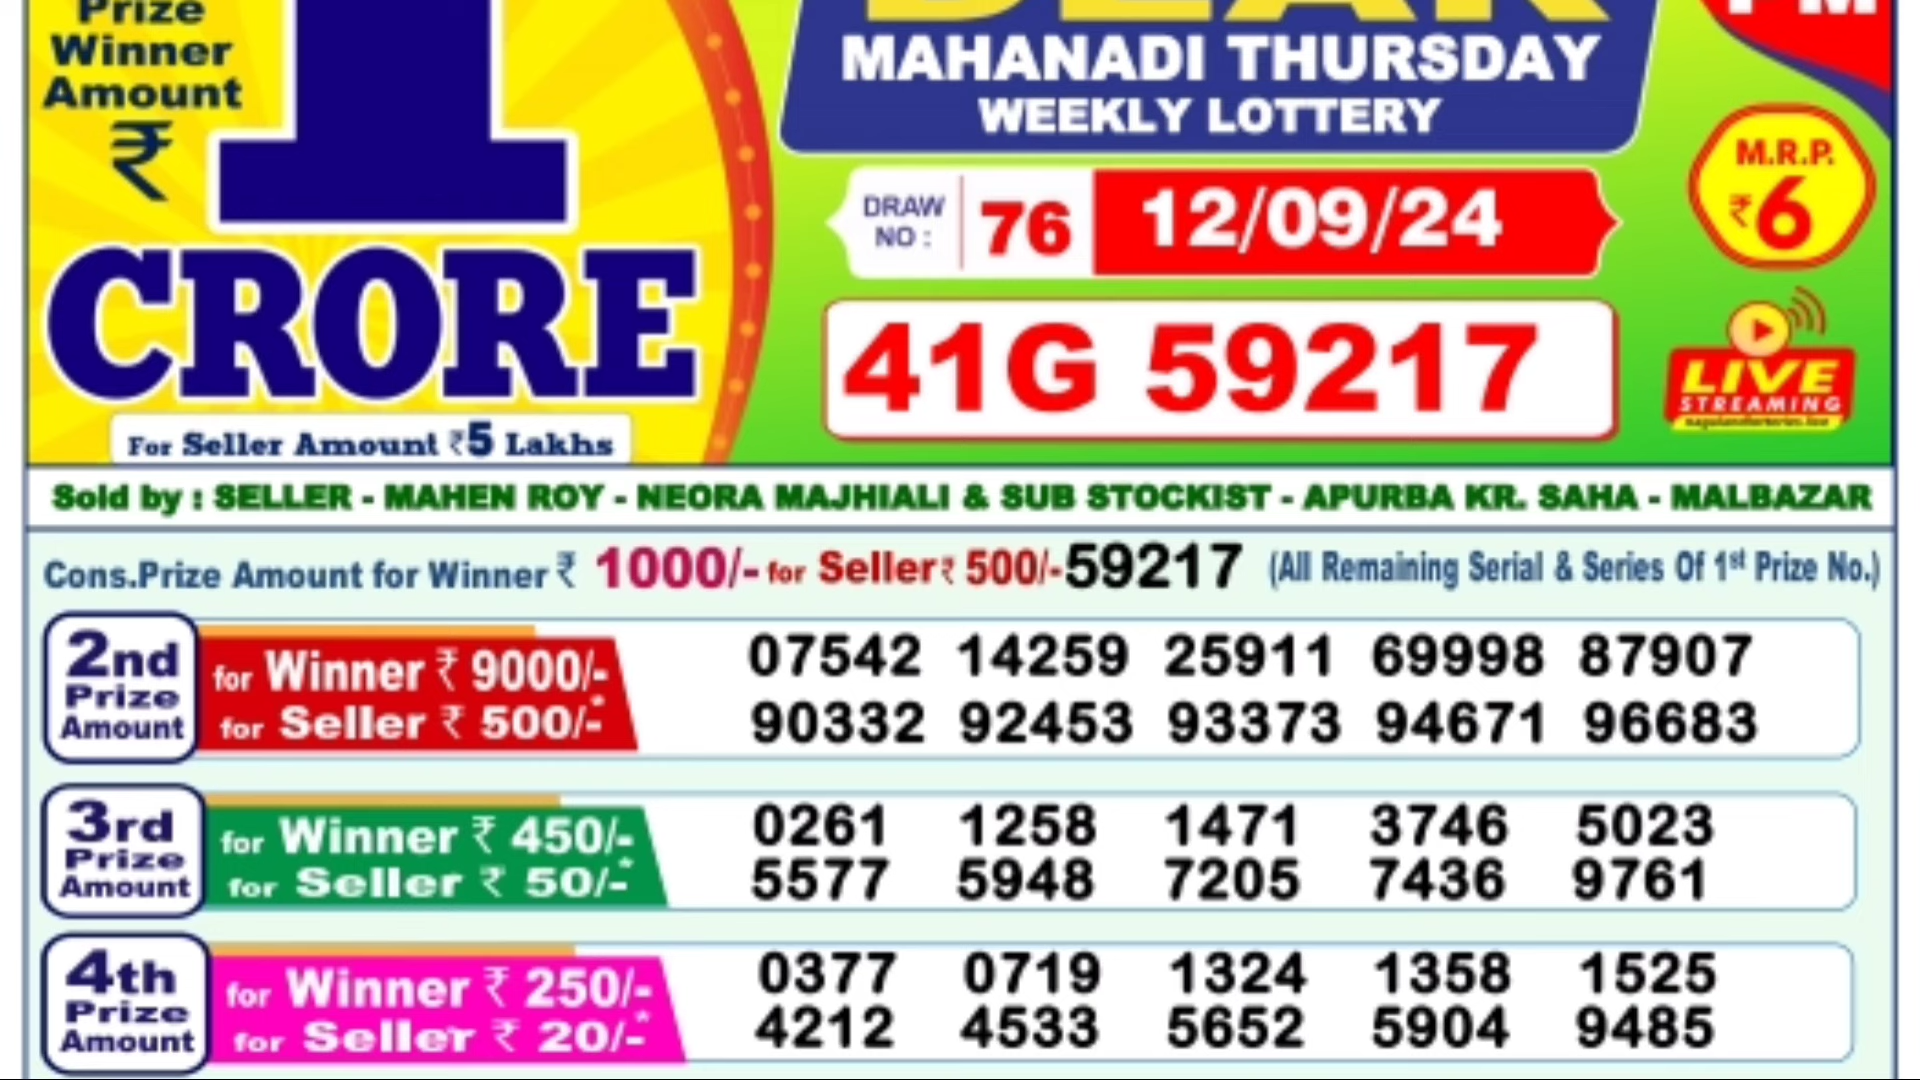 Prize
Winner
Amount
₹
1
CRORE
For Seller Amount ₹5 Lakhs
DEAR
MAHANADI THURSDAY
WEEKLY LOTTERY
PM
M.R.P.
₹6
DRAW
NO :
76
12/09/24
41G 59217
LIVE
STREAMING
Sold by : SELLER - MAHEN ROY - NEORA MAJHIALI & SUB STOCKIST - APURBA KR. SAHA - MALBAZAR
Cons.Prize Amount for Winner ₹ 1000/- for Seller ₹ 500/- 59217 (All Remaining Serial & Series Of 1st Prize No.)
2nd
Prize
Amount
for Winner ₹ 9000/-
for Seller ₹ 500/-*
07542 14259 25911 69998 87907
90332 92453 93373 94671 96683
3rd
Prize
Amount
for Winner ₹ 450/-
for Seller ₹ 50/-*
0261 1258 1471 3746 5023
5577 5948 7205 7436 9761
4th
Prize
Amount
for Winner ₹ 250/-
for Seller ₹ 20/-*
0377 0719 1324 1358 1525
4212 4533 5652 5904 9485